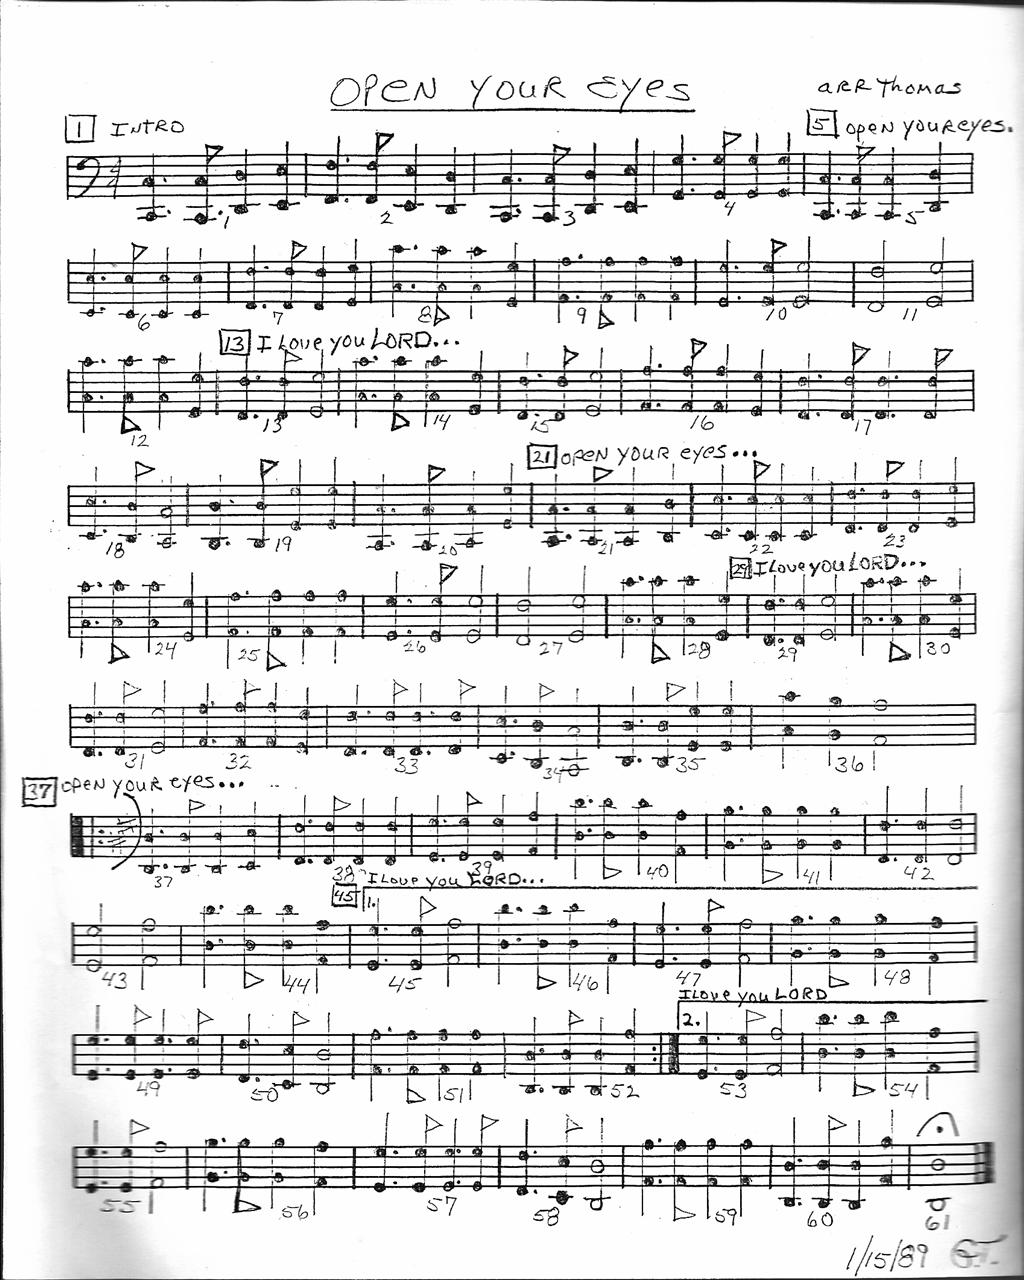 OPEN YOUR EYES
ARR Thomas
1 INTRO
5 OPEN YOUR EYES.
1 2 3 4 5
6 7 8 9 10 11
13 I Love you LORD...
12 13 14 15 16 17
21 OPEN YOUR EYES...
18 19 20 21 22 23
29 I Love you LORD...
24 25 26 27 28 29 30
31 32 33 34 35 36
37 OPEN YOUR EYES...
37 38 39 40 41 42
45 I Love you LORD...
1.
43 44 45 46 47 48
I Love you LORD
2.
49 50 51 52 53 54
55 56 57 58 59 60 61
1/15/89 GT